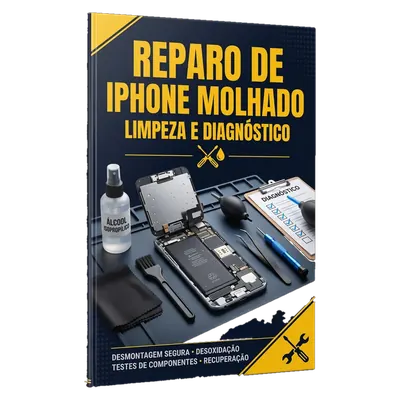 REPARO DE
IPHONE MOLHADO
LIMPEZA E DIAGNÓSTICO
ÁLCOOL
ISOPROPÍLICO
DIAGNÓSTICO
DESMONTAGEM SEGURA • DESOXIDAÇÃO
TESTES DE COMPONENTES • RECUPERAÇÃO